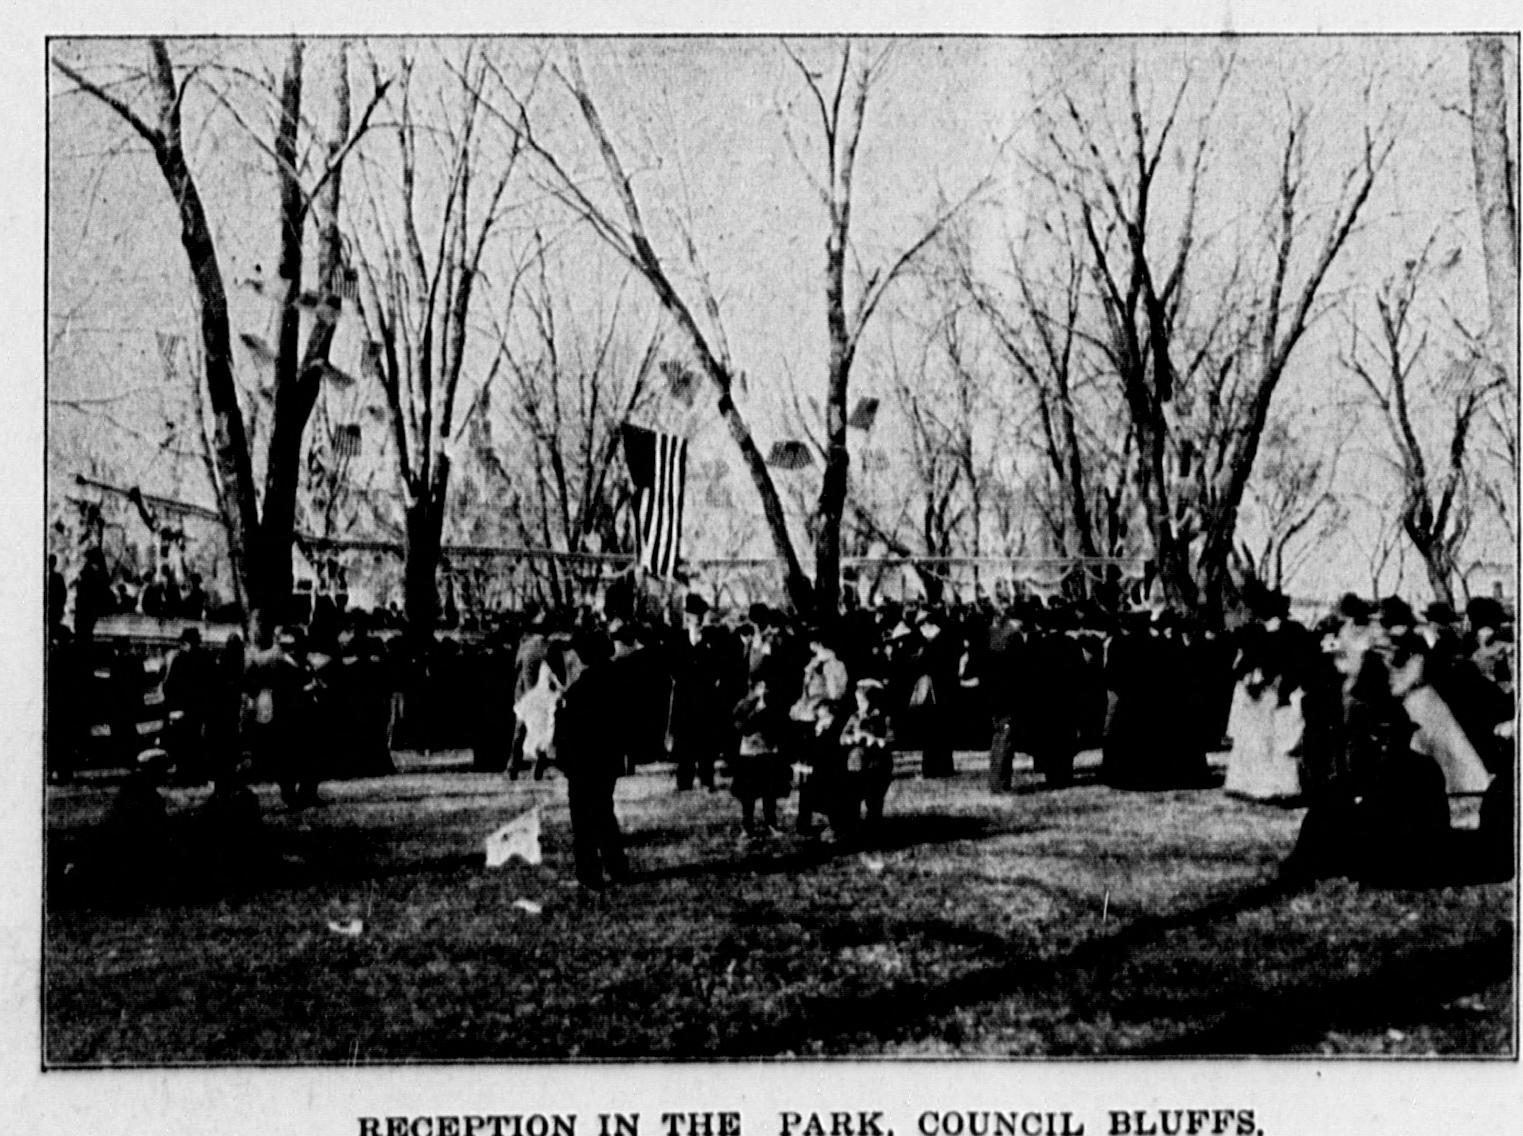 RECEPTION IN THE PARK, COUNCIL BLUFFS.